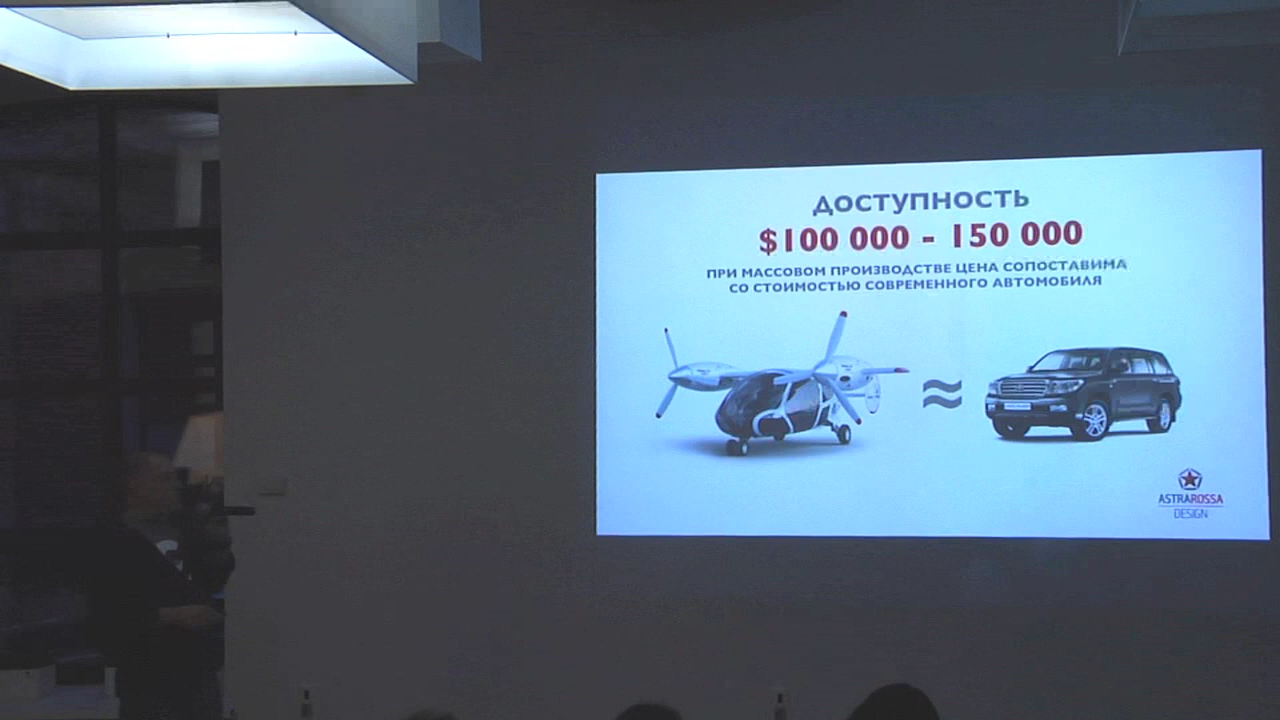 ДОСТУПНОСТЬ
$100 000 - 150 000
ПРИ МАССОВОМ ПРОИЗВОДСТВЕ ЦЕНА СОПОСТАВИМА
СО СТОИМОСТЬЮ СОВРЕМЕННОГО АВТОМОБИЛЯ
≈
ASTRAROSSA
DESIGN